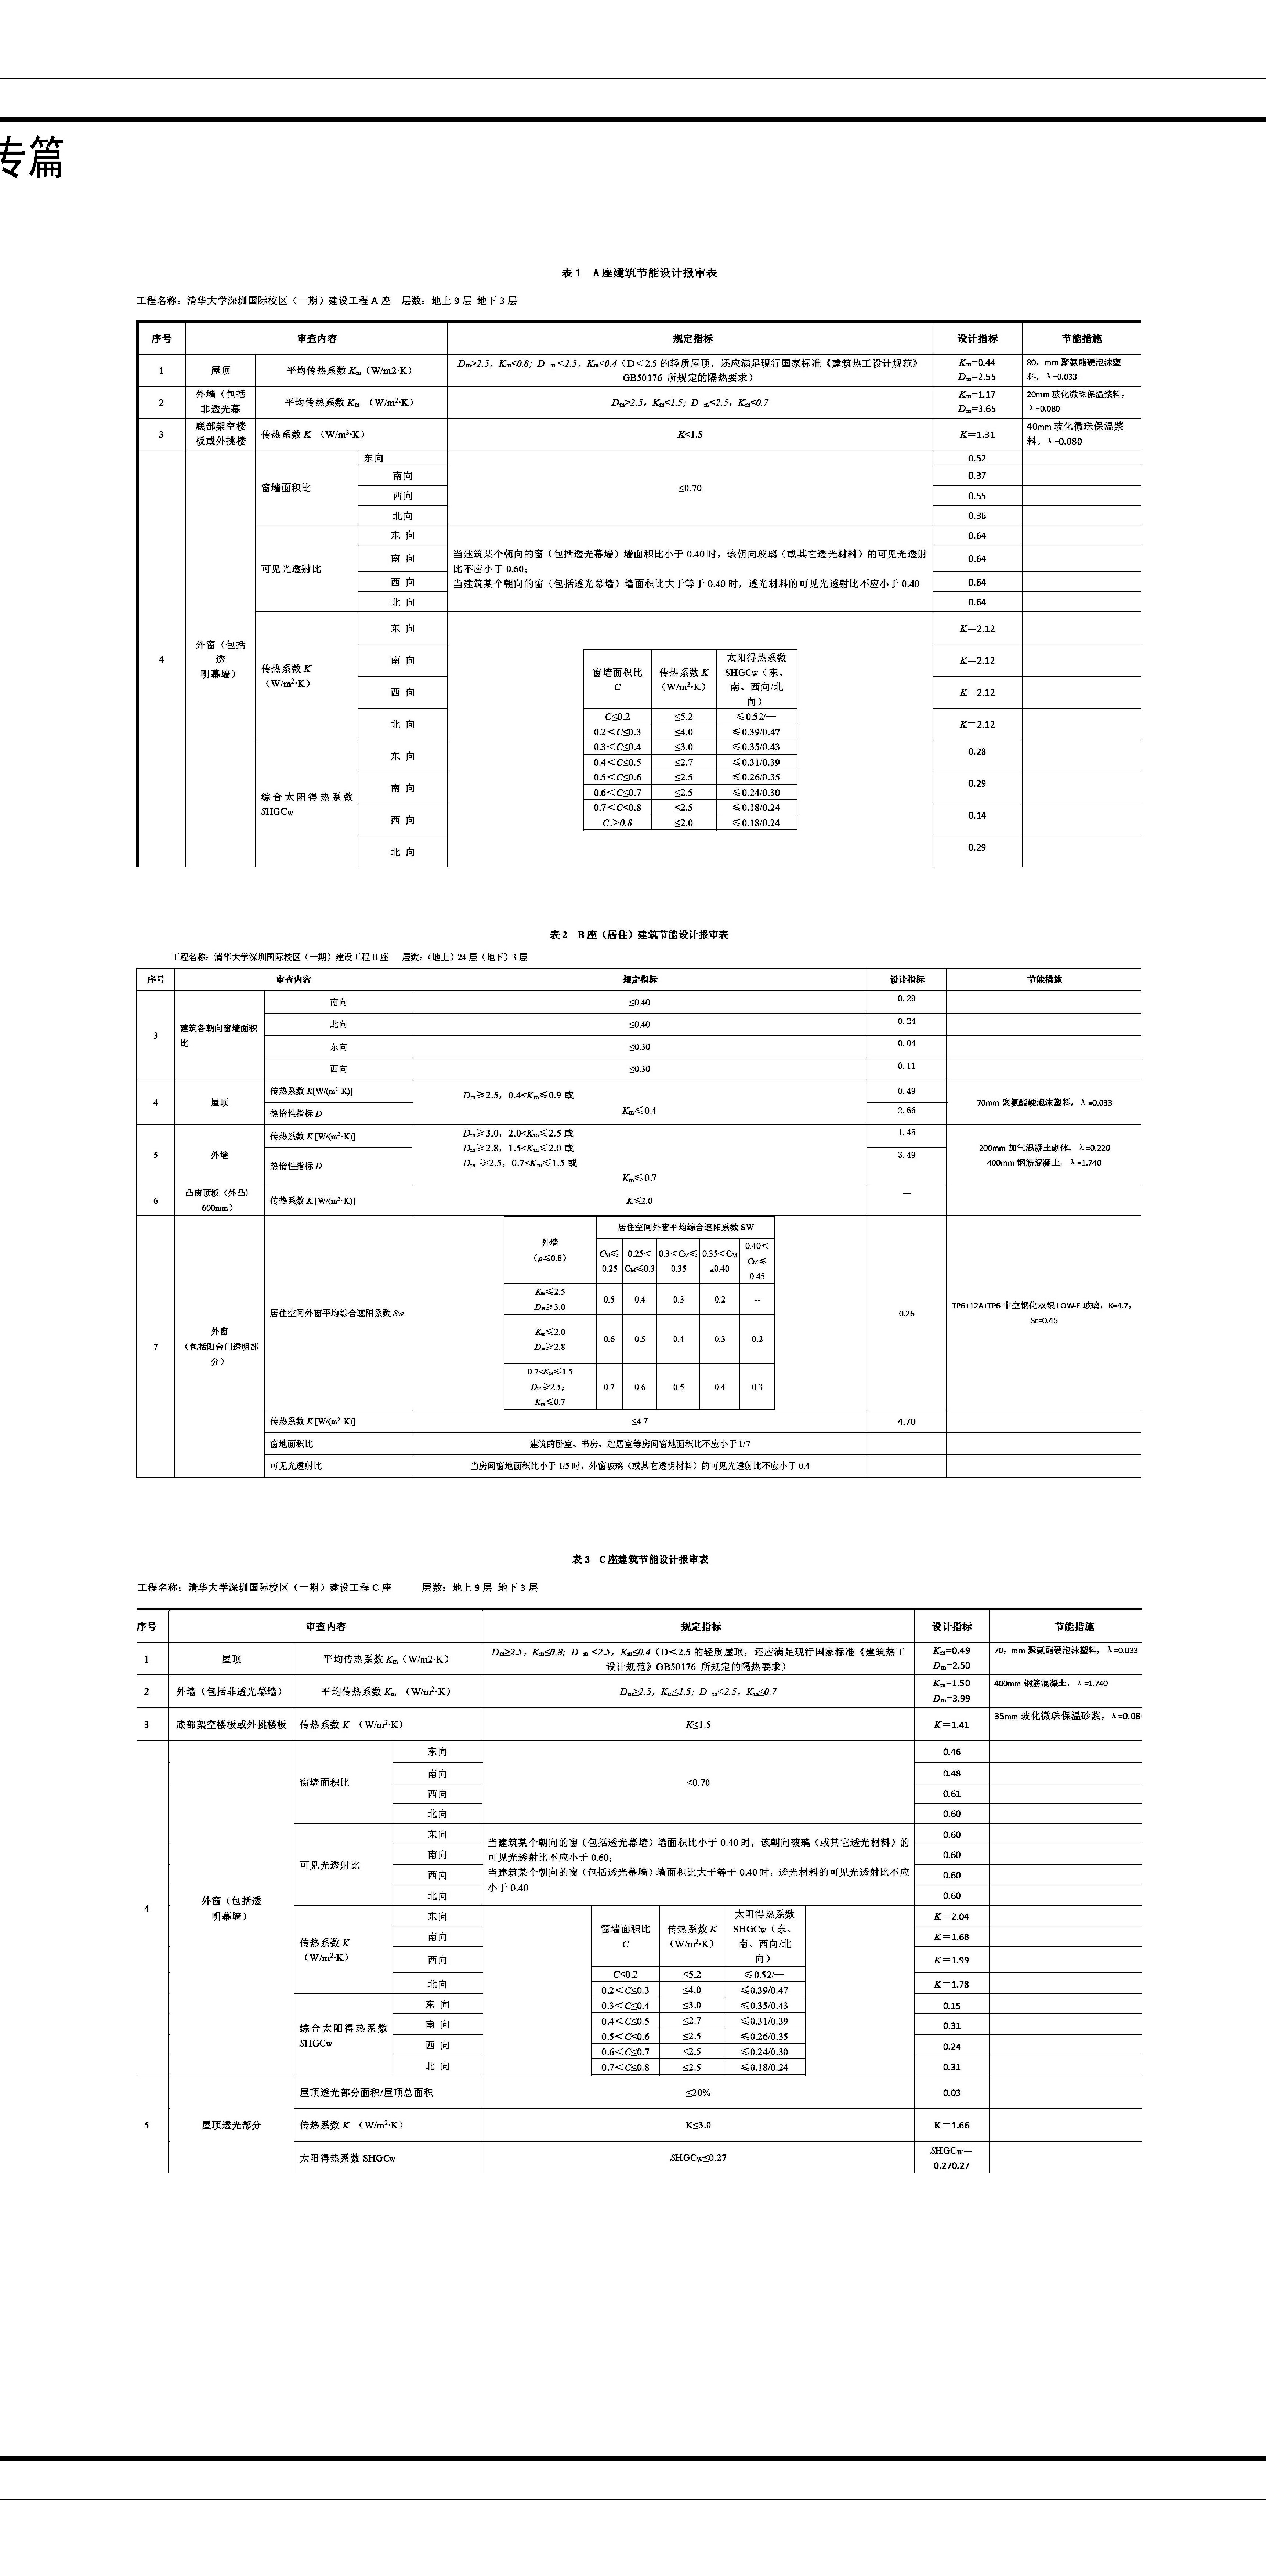 专篇
表 1 A 座建筑节能设计报审表
工程名称：清华大学深圳国际校区（一期）建设工程 A 座 层数：地上 9 层 地下 3 层
序号 审查内容 规定指标 设计指标 节能措施
1 屋顶 平均传热系数 Km（W/m2·K） Dm≥2.5，Km≤0.8; D m＜2.5，Km≤0.4（D＜2.5 的轻质屋顶，还应满足现行国家标准《建筑热工设计规范》
GB50176 所规定的隔热要求） Km=0.44
Dm=2.55 80，mm 聚氨酯硬泡沫塑
料，λ=0.033
2 外墙（包括
非透光幕 平均传热系数 Km （W/m²·K） Dm≥2.5，Km≤1.5; D m<2.5，Km≤0.7 Km=1.17
Dm=3.65 20mm 玻化微珠保温浆料，
λ=0.080
3 底部架空楼
板或外挑楼 传热系数 K （W/m²·K） K≤1.5 K＝1.31 40mm 玻化微珠保温浆
料，λ=0.080
4 外窗（包括
透
明幕墙）
窗墙面积比 ≤0.70
东向 0.52
南向 0.37
西向 0.55
北向 0.36
可见光透射比
当建筑某个朝向的窗（包括透光幕墙）墙面积比小于 0.40 时，该朝向玻璃（或其它透光材料）的可见光透射
比不应小于 0.60；
当建筑某个朝向的窗（包括透光幕墙）墙面积比大于等于 0.40 时，透光材料的可见光透射比不应小于 0.40
东 向 0.64
南 向 0.64
西 向 0.64
北 向 0.64
传热系数 K
（W/m²·K）
东 向 K＝2.12
南 向 K＝2.12
西 向 K＝2.12
北 向 K＝2.12
窗墙面积比
C 传热系数 K
（W/m²·K） 太阳得热系数
SHGCW（东、
南、西向/北
向）
C≤0.2 ≤5.2 ≤0.52/—
0.2＜C≤0.3 ≤4.0 ≤0.39/0.47
0.3＜C≤0.4 ≤3.0 ≤0.35/0.43
0.4＜C≤0.5 ≤2.7 ≤0.31/0.39
0.5＜C≤0.6 ≤2.5 ≤0.26/0.35
0.6＜C≤0.7 ≤2.5 ≤0.24/0.30
0.7＜C≤0.8 ≤2.5 ≤0.18/0.24
C＞0.8 ≤2.0 ≤0.18/0.24
综合太阳得热系数
SHGCW
东 向 0.28
南 向 0.29
西 向 0.14
北 向 0.29
表 2 B 座（居住）建筑节能设计报审表
工程名称：清华大学深圳国际校区（一期）建设工程 B 座 层数：（地上）24 层（地下）3 层
序号 审查内容 规定指标 设计指标 节能措施
3 建筑各朝向窗墙面积
比
南向 ≤0.40 0.29
北向 ≤0.40 0.24
东向 ≤0.30 0.04
西向 ≤0.30 0.11
4 屋顶
传热系数 K[W/(m²·K)] Dm≥2.5，0.4<Km≤0.9 或 0.49
热惰性指标 D Km≤0.4 2.66
70mm 聚氨酯硬泡沫塑料，λ=0.033
5 外墙
传热系数 K [W/(m²·K)] 1.45
热惰性指标 D 3.49
Dm≥3.0，2.0<Km≤2.5 或
Dm≥2.8，1.5<Km≤2.0 或
Dm ≥2.5，0.7<Km≤1.5 或
Km≤0.7
200mm 加气混凝土砌体，λ=0.220
400mm 钢筋混凝土，λ=1.740
6 凸窗顶板（外凸）
600mm） 传热系数 K [W/(m²·K)] K≤2.0 —
7 外窗
（包括阳台门透明部
分）
居住空间外窗平均综合遮阳系数 Sw 0.26
外墙
（ρ≤0.8） 居住空间外窗平均综合遮阳系数 SW
CM≤
0.25 0.25＜
CM≤0.3 0.3＜CM≤
0.35 0.35＜CM
≤0.40 0.40＜
CM≤
0.45
Km≤2.5
Dm≥3.0 0.5 0.4 0.3 0.2 --
Km≤2.0
Dm≥2.8 0.6 0.5 0.4 0.3 0.2
0.7<Km≤1.5
Dm≥2.5；
Km≤0.7 0.7 0.6 0.5 0.4 0.3
TP6+12A+TP6 中空钢化双银 LOW-E 玻璃，K=4.7，
Sc=0.45
传热系数 K [W/(m²·K)] ≤4.7 4.70
窗地面积比 建筑的卧室、书房、起居室等房间窗地面积比不应小于 1/7
可见光透射比 当房间窗地面积比小于 1/5 时，外窗玻璃（或其它透明材料）的可见光透射比不应小于 0.4
表 3 C 座建筑节能设计报审表
工程名称：清华大学深圳国际校区（一期）建设工程 C 座 层数：地上 9 层 地下 3 层
序号 审查内容 规定指标 设计指标 节能措施
1 屋顶 平均传热系数 Km（W/m2·K） Dm≥2.5，Km≤0.8; D m＜2.5，Km≤0.4（D＜2.5 的轻质屋顶，还应满足现行国家标准《建筑热工
设计规范》GB50176 所规定的隔热要求） Km=0.49
Dm=2.50 70，mm 聚氨酯硬泡沫塑料，λ=0.033
2 外墙（包括非透光幕墙） 平均传热系数 Km （W/m²·K） Dm≥2.5，Km≤1.5; D m<2.5，Km≤0.7 Km=1.50
Dm=3.99 400mm 钢筋混凝土，λ=1.740
3 底部架空楼板或外挑楼板 传热系数 K （W/m²·K） K≤1.5 K＝1.41 35mm 玻化微珠保温砂浆，λ=0.08
4 外窗（包括透
明幕墙）
窗墙面积比 ≤0.70
东向 0.46
南向 0.48
西向 0.61
北向 0.60
可见光透射比
当建筑某个朝向的窗（包括透光幕墙）墙面积比小于 0.40 时，该朝向玻璃（或其它透光材料）的
可见光透射比不应小于 0.60；
当建筑某个朝向的窗（包括透光幕墙）墙面积比大于等于 0.40 时，透光材料的可见光透射比不应
小于 0.40
东向 0.60
南向 0.60
西向 0.60
北向 0.60
传热系数 K
（W/m²·K）
东向 K＝2.04
南向 K＝1.68
西向 K＝1.99
北向 K＝1.78
窗墙面积比
C 传热系数 K
（W/m²·K） 太阳得热系数
SHGCW（东、
南、西向/北
向）
C≤0.2 ≤5.2 ≤0.52/—
0.2＜C≤0.3 ≤4.0 ≤0.39/0.47
0.3＜C≤0.4 ≤3.0 ≤0.35/0.43
0.4＜C≤0.5 ≤2.7 ≤0.31/0.39
0.5＜C≤0.6 ≤2.5 ≤0.26/0.35
0.6＜C≤0.7 ≤2.5 ≤0.24/0.30
0.7＜C≤0.8 ≤2.5 ≤0.18/0.24
综合太阳得热系数
SHGCW
东 向 0.15
南 向 0.31
西 向 0.24
北 向 0.31
5 屋顶透光部分
屋顶透光部分面积/屋顶总面积 ≤20% 0.03
传热系数 K （W/m²·K） K≤3.0 K＝1.66
太阳得热系数 SHGCW SHGCW≤0.27 SHGCW＝
0.270.27